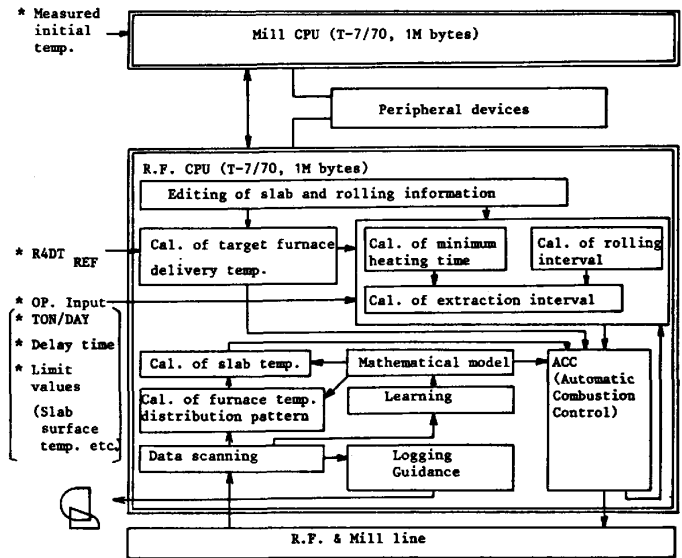 * Measured
initial
temp.
Mill CPU (T-7/70, 1M bytes)
Peripheral devices
R.F. CPU (T-7/70, 1M bytes)
Editing of slab and rolling information
* R4DT REF
Cal. of target furnace
delivery temp.
Cal. of minimum
heating time
Cal. of rolling
interval
* OP. Input
Cal. of extraction interval
* TON/DAY
* Delay time
* Limit
values
(Slab
surface
temp. etc.)
Cal. of slab temp.
Mathematical model
ACC
(Automatic
Combustion
Control)
Cal. of furnace temp.
distribution pattern
Learning
Data scanning
Logging
Guidance
R.F. & Mill line